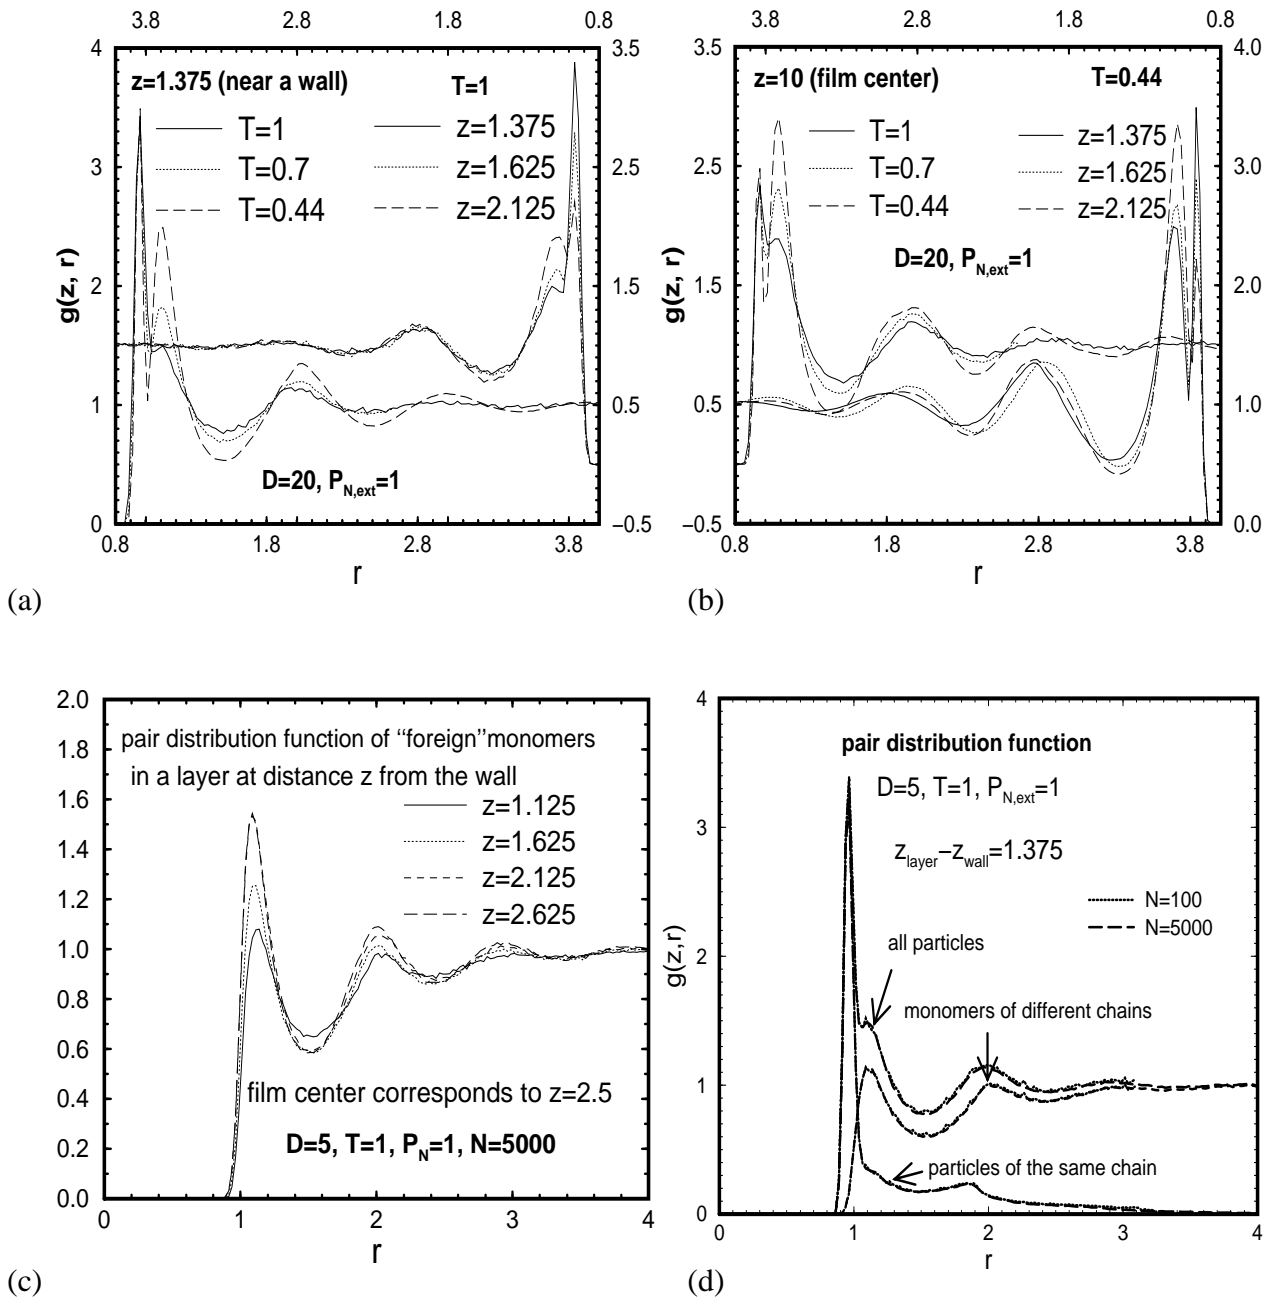 3.8 2.8 1.8 0.8
4 3.5
z=1.375 (near a wall) T=1
T=1 z=1.375
3 T=0.7 z=1.625 2.5
T=0.44 z=2.125
g(z, r)
2 1.5
1 0.5
D=20, P_N,ext=1
0 −0.5
0.8 1.8 2.8 3.8
r
(a)
3.8 2.8 1.8 0.8
3.5 4.0
z=10 (film center) T=0.44
T=1 z=1.375
2.5 T=0.7 z=1.625 3.0
T=0.44 z=2.125
D=20, P_N,ext=1
g(z, r)
1.5 2.0
0.5 1.0
−0.5 0.0
0.8 1.8 2.8 3.8
r
(b)
2.0
pair distribution function of "foreign"monomers
1.8
in a layer at distance z from the wall
1.6 z=1.125
1.4 z=1.625
z=2.125
1.2 z=2.625
1.0
0.8
0.6
0.4 film center corresponds to z=2.5
0.2 D=5, T=1, P_N=1, N=5000
0.0
0 1 2 3 4
r
(c)
4
pair distribution function
D=5, T=1, P_N,ext=1
3
z_layer−z_wall=1.375
N=100
N=5000
2
all particles
g(z,r)
monomers of different chains
1
particles of the same chain
0
0 1 2 3 4
r
(d)